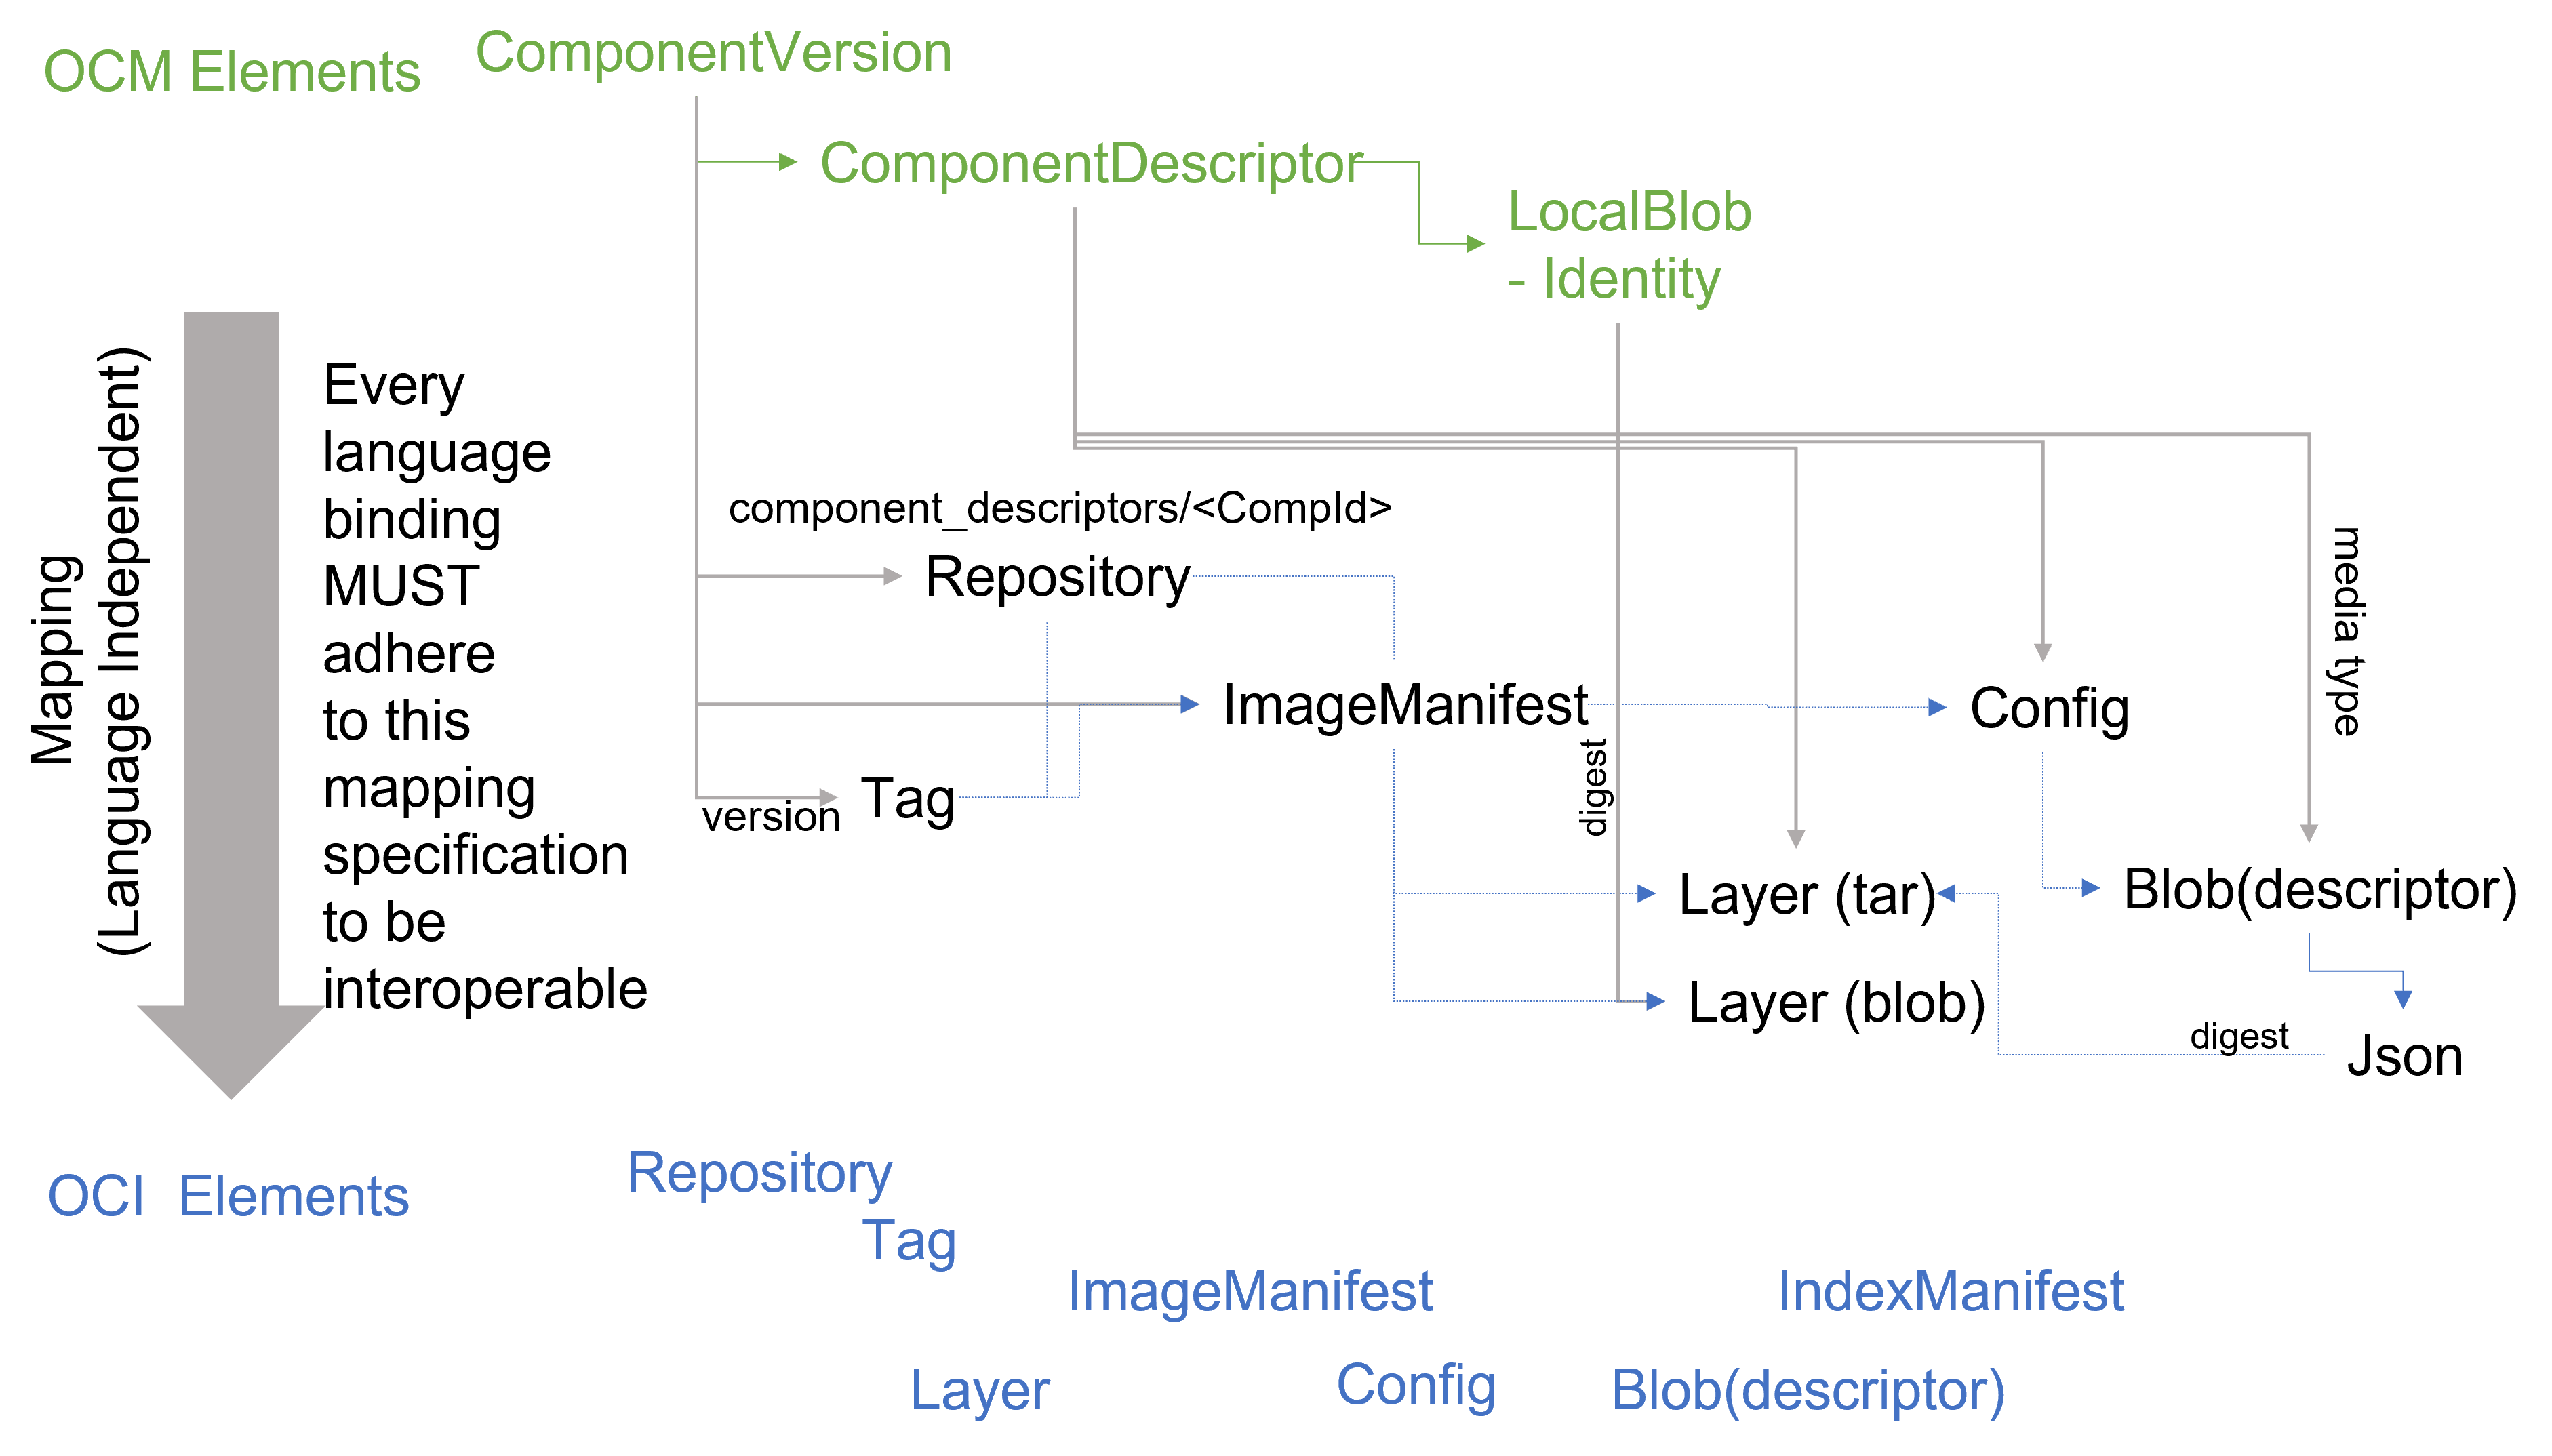 OCM Elements
ComponentVersion
ComponentDescriptor
LocalBlob
- Identity
Mapping
(Language Independent)
Every
language
binding
MUST
adhere
to this
mapping
specification
to be
interoperable
component_descriptors/<CompId>
Repository
media type
ImageManifest
Config
digest
Tag
version
Layer (tar)
Blob(descriptor)
Layer (blob)
digest
Json
OCI  Elements
Repository
Tag
ImageManifest
IndexManifest
Layer
Config
Blob(descriptor)